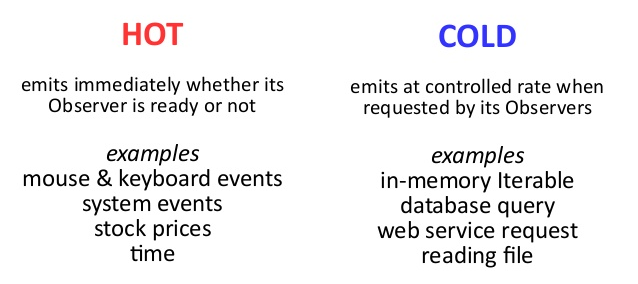 HOT
emits immediately whether its
Observer is ready or not
examples
mouse & keyboard events
system events
stock prices
time
COLD
emits at controlled rate when
requested by its Observers
examples
in-memory Iterable
database query
web service request
reading file